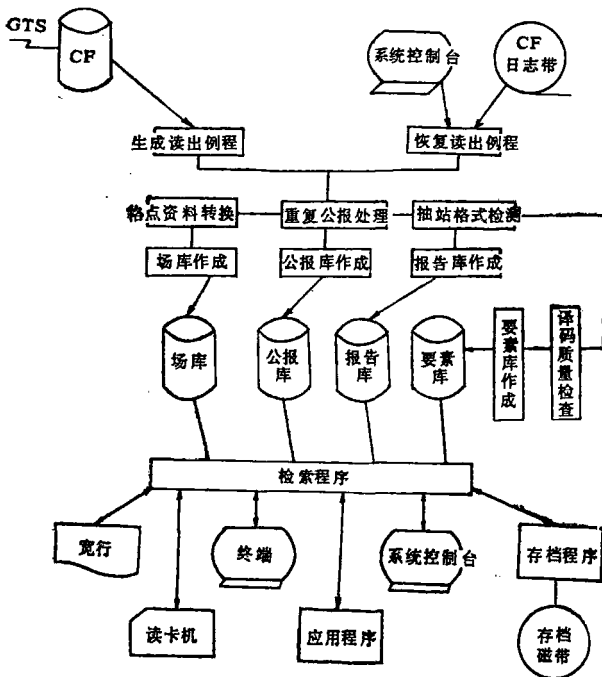 GTS
CF
系统控制台
CF
日志带
生成读出例程
恢复读出例程
格点资料转换
重复公报处理
抽站格式检测
场库作成
公报库作成
报告库作成
场库
公报
库
报告
库
要素
库
要素库作成
译码质量检查
检索程序
宽行
终端
系统控制台
存档程序
读卡机
应用程序
存档
磁带